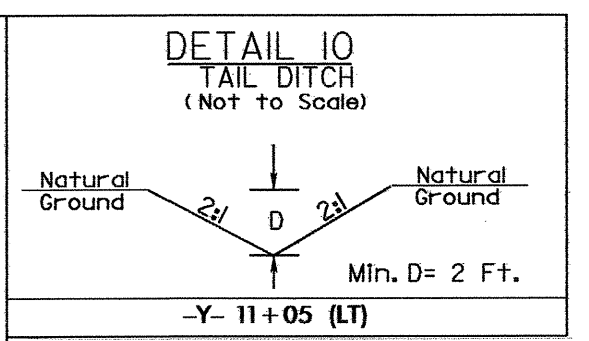 DETAIL 10
TAIL DITCH
(Not to Scale)
Natural
Ground
2:1
D
2:1
Natural
Ground
Min. D= 2 Ft.
-Y- 11+05 (LT)